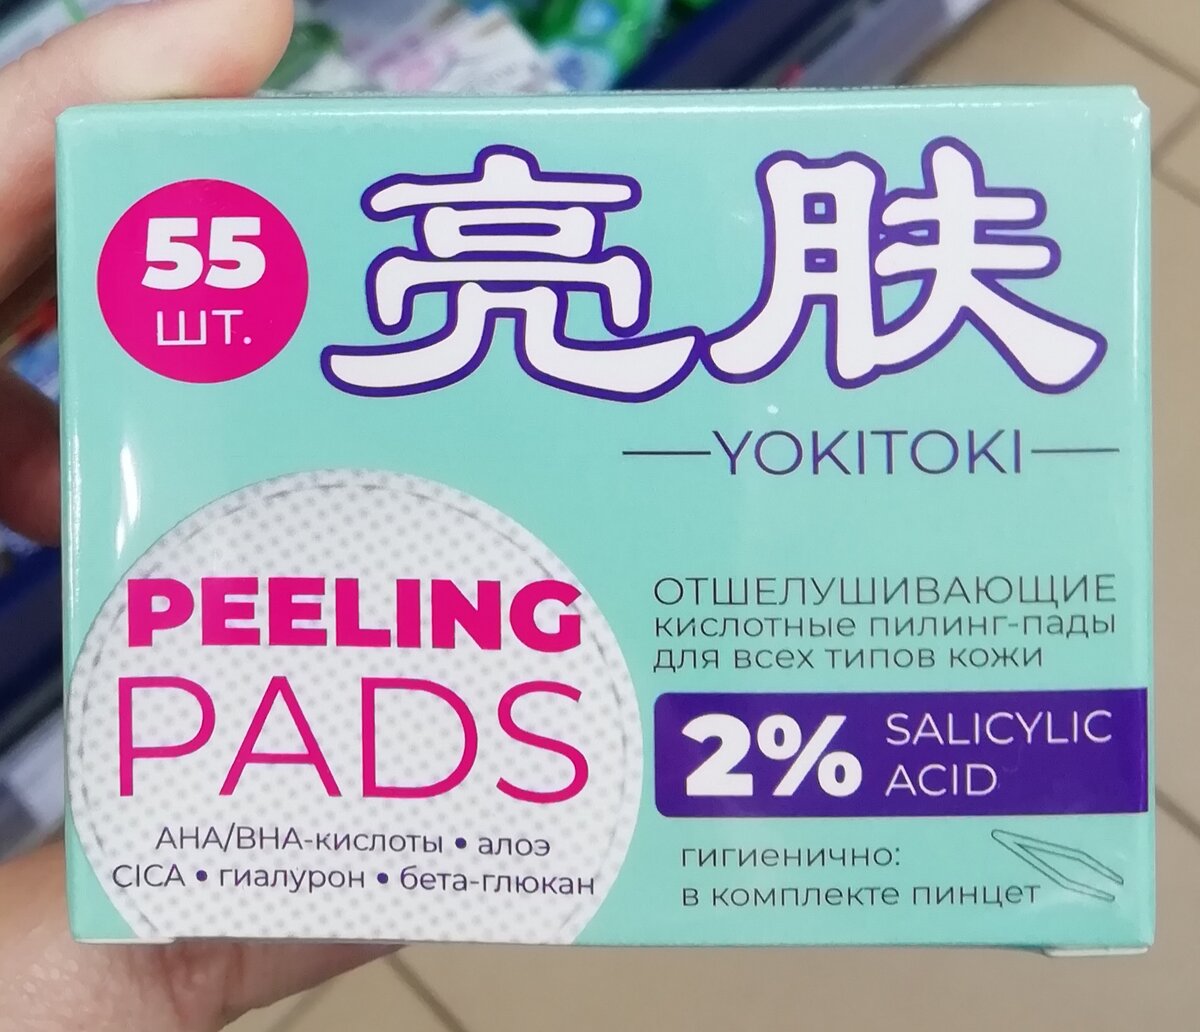 55
ШТ.
亮肤
YOKITOKI
PEELING
PADS
AHA/BHA-кислоты • алоэ
CICA • гиалурон • бета-глюкан
ОТШЕЛУШИВАЮЩИЕ
КИСЛОТНЫЕ ПИЛИНГ-ПАДЫ
ДЛЯ ВСЕХ ТИПОВ КОЖИ
2% SALICYLIC
ACID
ГИГИЕНИЧНО:
В КОМПЛЕКТЕ ПИНЦЕТ